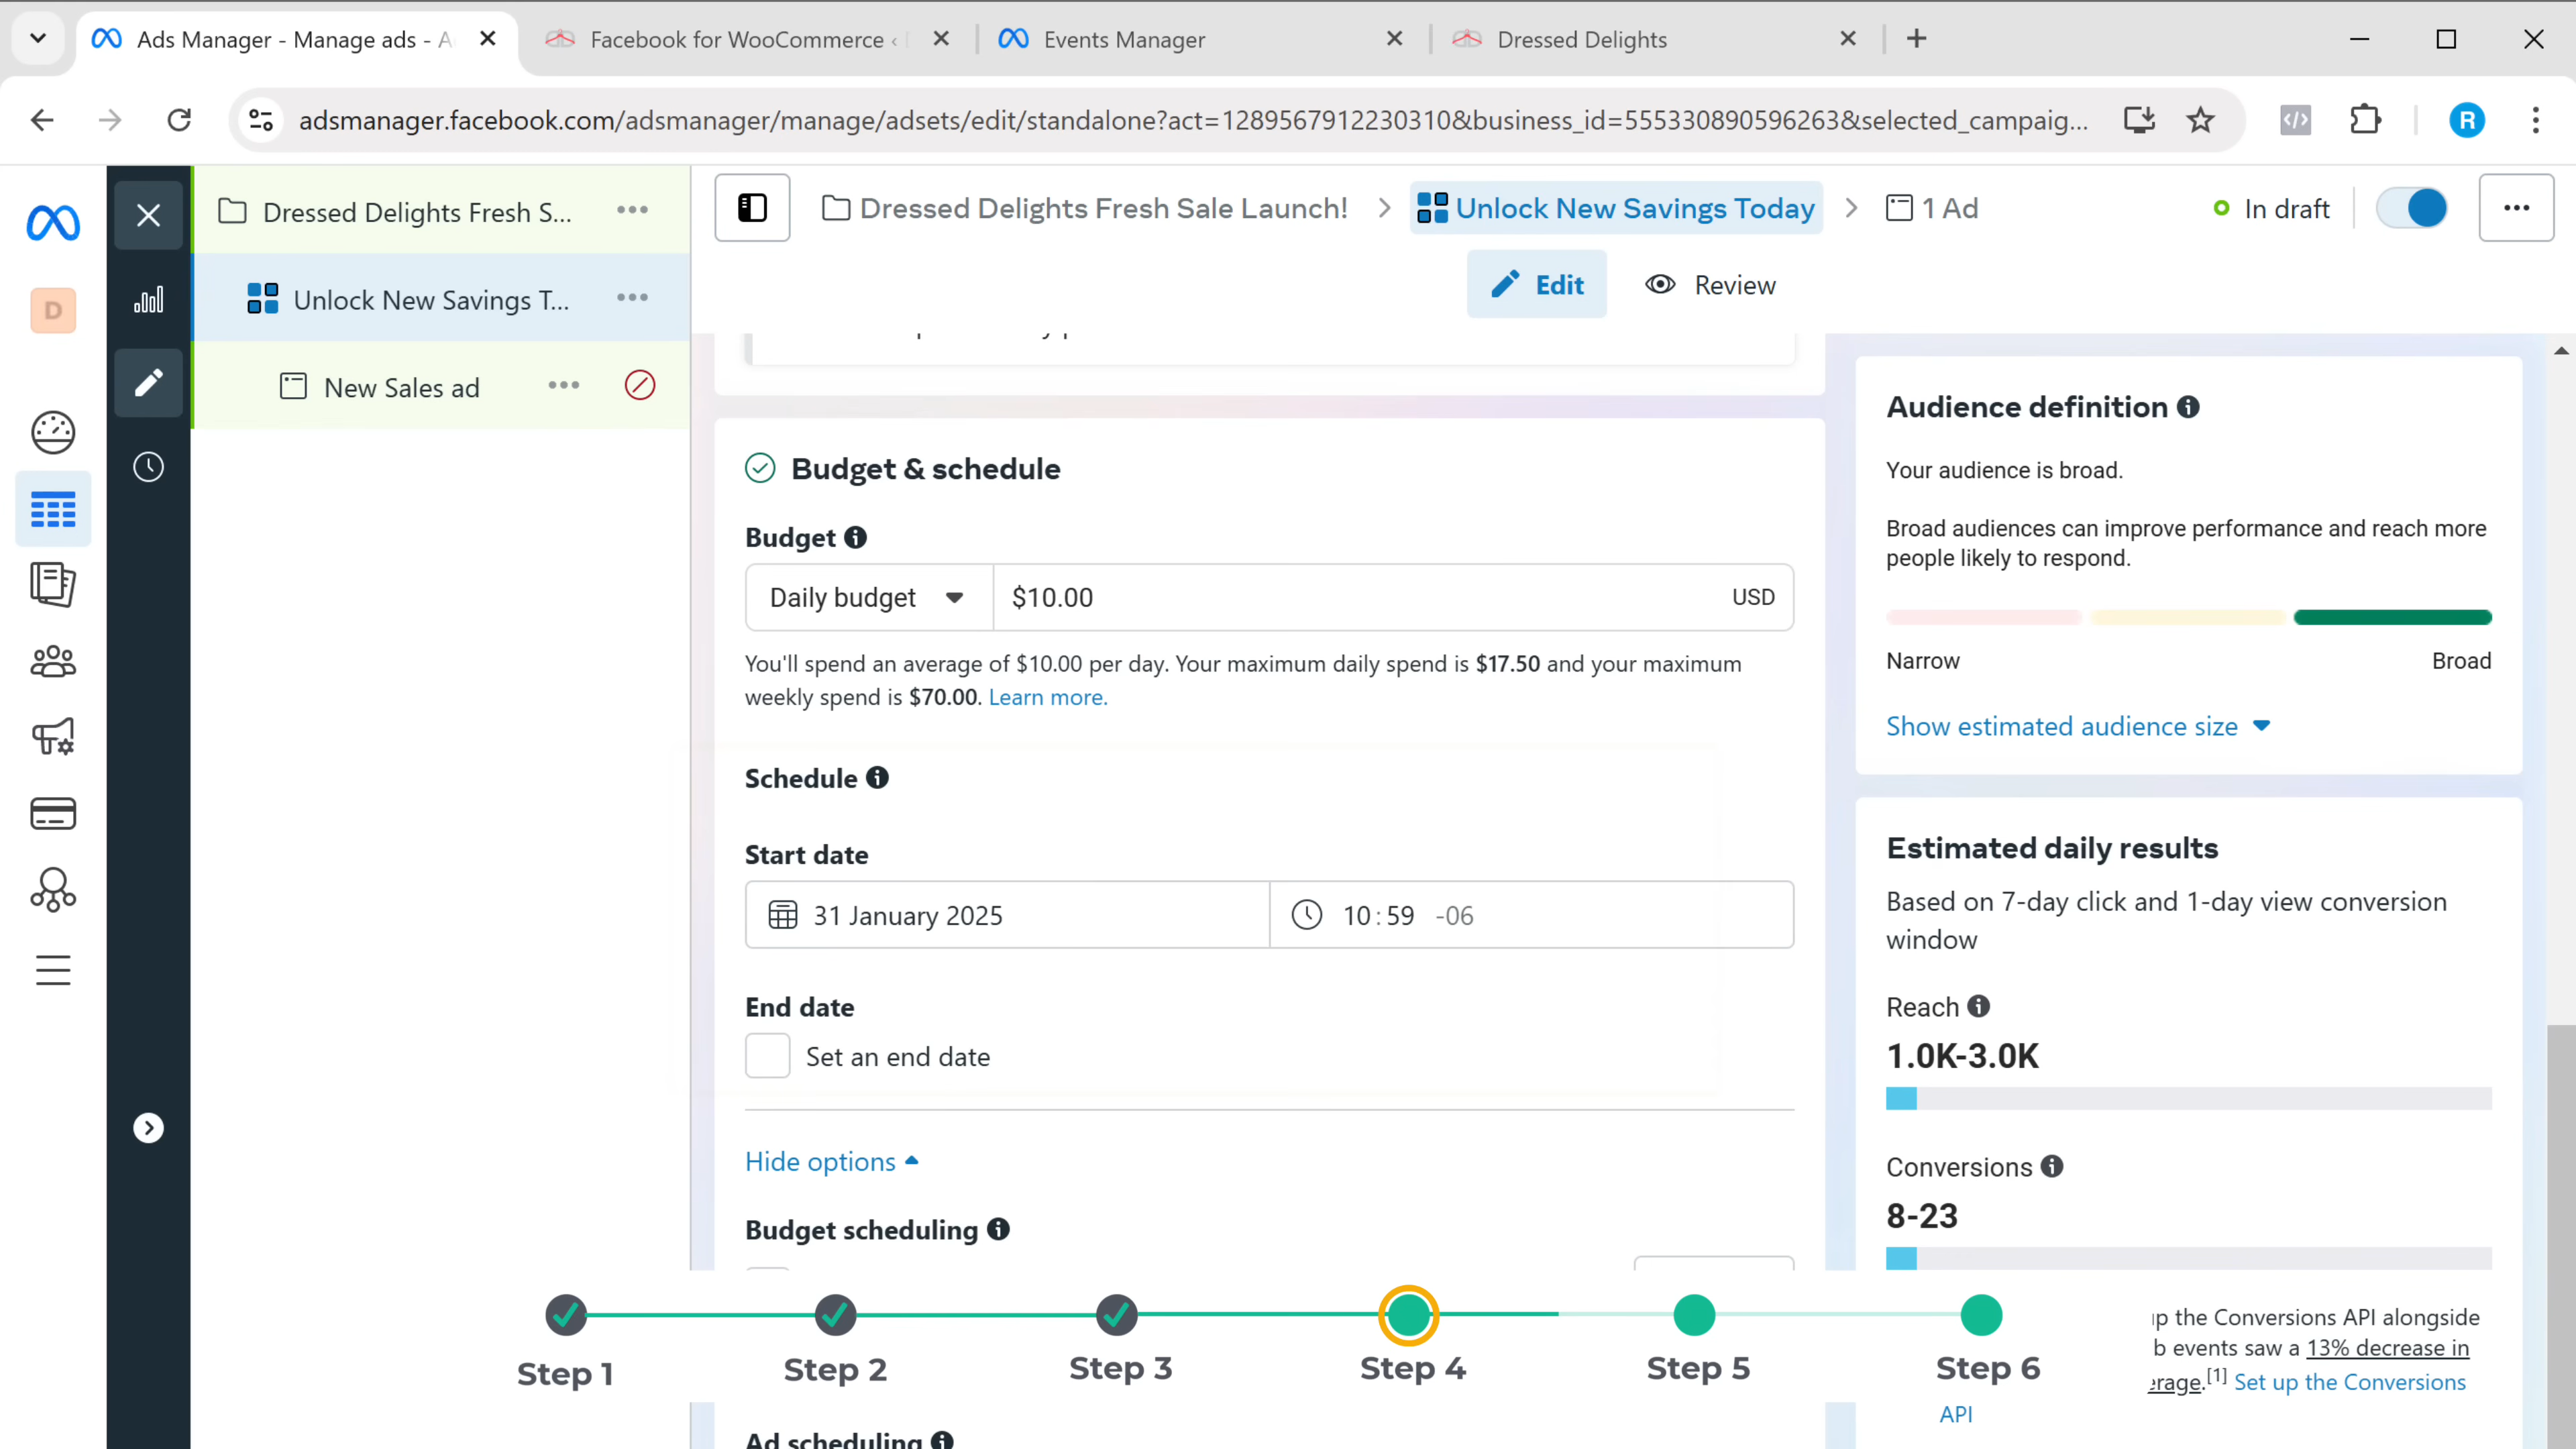 Ads Manager - Manage ads - A
Facebook for WooCommerce ‹
Events Manager
Dressed Delights
adsmanager.facebook.com/adsmanager/manage/adsets/edit/standalone?act=1289567912230310&business_id=555330890596263&selected_campaig...
R
D
Dressed Delights Fresh S...
Unlock New Savings T...
New Sales ad
Dressed Delights Fresh Sale Launch!
Unlock New Savings Today
1 Ad
In draft
Edit
Review
Budget & schedule
Budget
Daily budget
$10.00
USD
You'll spend an average of $10.00 per day. Your maximum daily spend is $17.50 and your maximum
weekly spend is $70.00. Learn more.
Schedule
Start date
31 January 2025
10:59 -06
End date
Set an end date
Hide options
Budget scheduling
Ad scheduling
Audience definition
Your audience is broad.
Broad audiences can improve performance and reach more
people likely to respond.
Narrow
Broad
Show estimated audience size
Estimated daily results
Based on 7-day click and 1-day view conversion
window
Reach
1.0K-3.0K
Conversions
8-23
up the Conversions API alongside
b events saw a 13% decrease in
erage.[1] Set up the Conversions
API
Step 1
Step 2
Step 3
Step 4
Step 5
Step 6